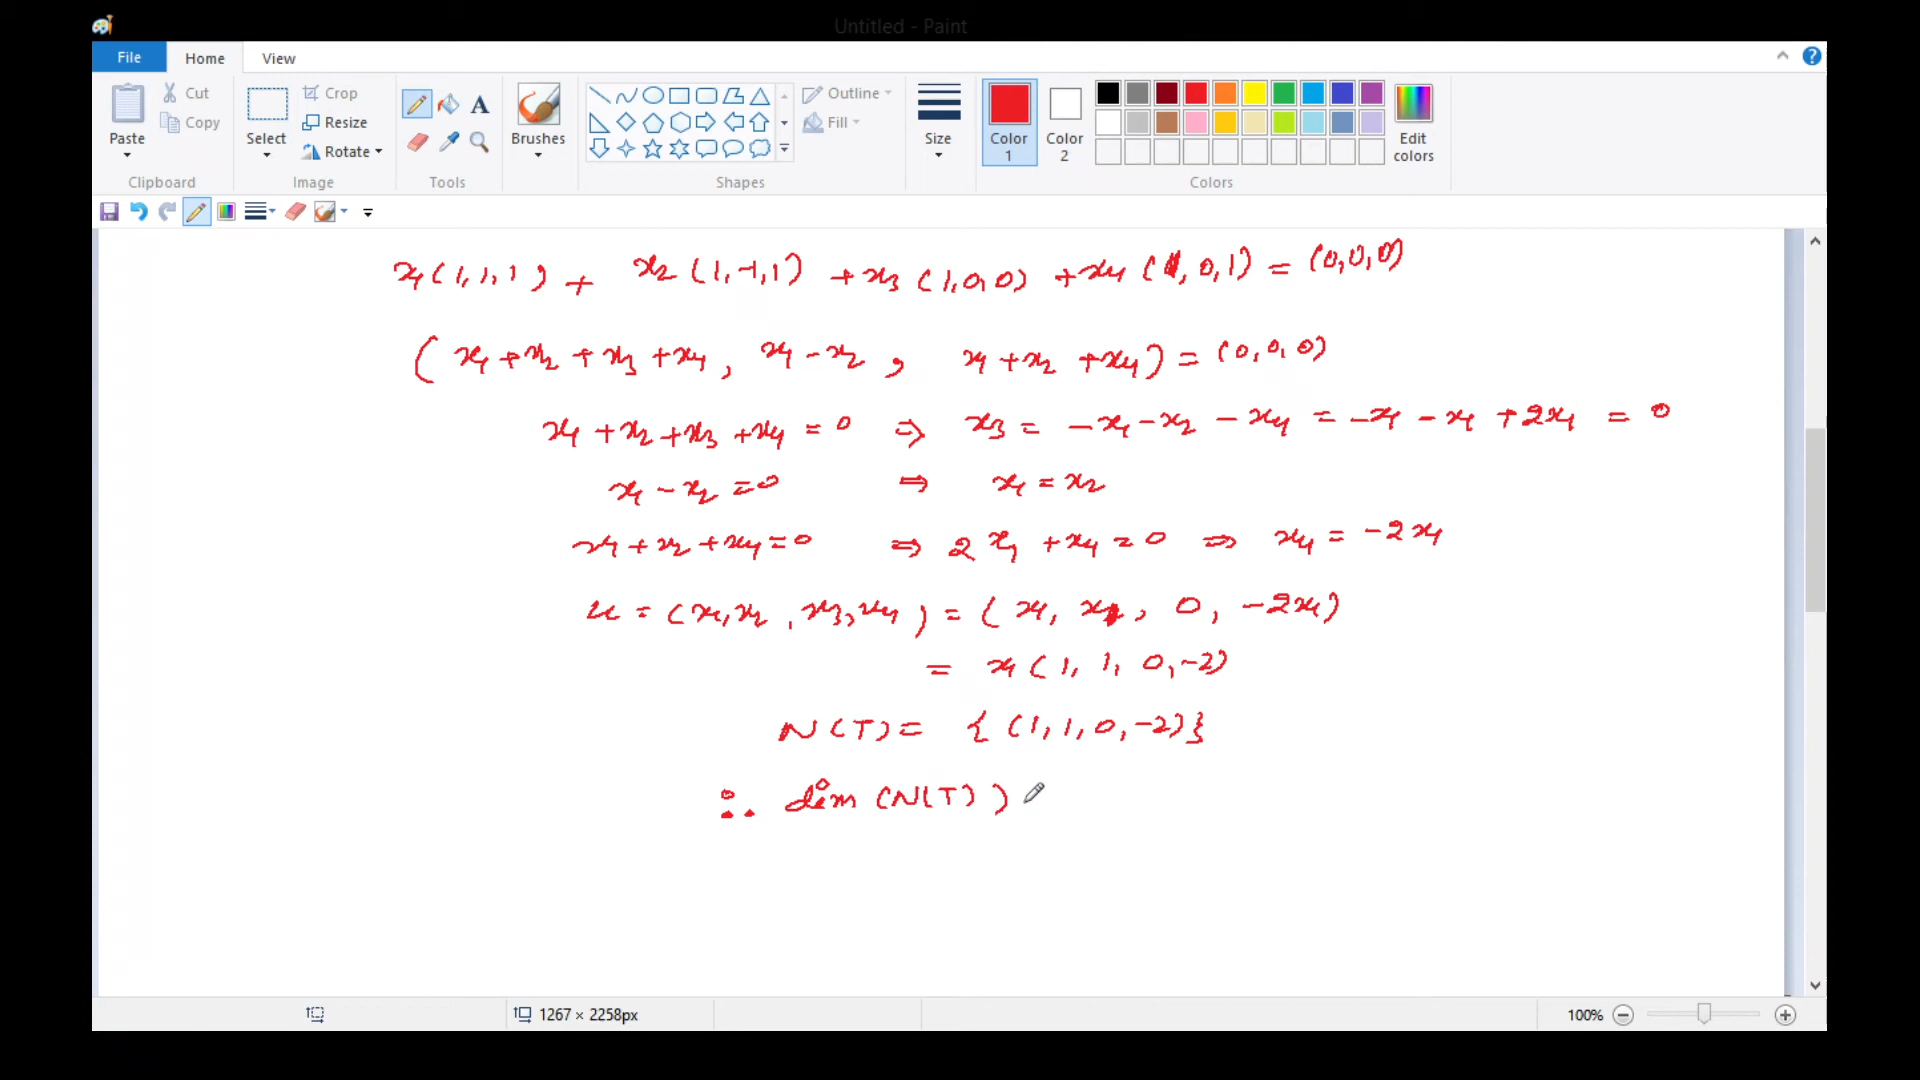 Untitled - Paint
File Home View
Paste Cut Copy Select Crop Resize Rotate Brushes Outline Fill Size Color 1 Color 2 Edit colors
Clipboard Image Tools Shapes Colors
x₁(1,1,1) + x₂(1,-1,1) + x₃(1,0,0) + x₄(1,0,1) = (0,0,0)
(x₁+x₂+x₃+x₄, x₁-x₂, x₁+x₂+x₄) = (0,0,0)
x₁+x₂+x₃+x₄=0 ⇒ x₃ = -x₁-x₂-x₄ = -x₁-x₁+2x₁ = 0
x₁-x₂=0 ⇒ x₁=x₂
x₁+x₂+x₄=0 ⇒ 2x₁+x₄=0 ⇒ x₄=-2x₁
u=(x₁,x₂,x₃,x₄)=(x₁, x₁, 0, -2x₁)
= x₁(1, 1, 0,-2)
N(T)= {(1,1,0,-2)}
∴ dim(N(T))
1267 × 2258px 100%